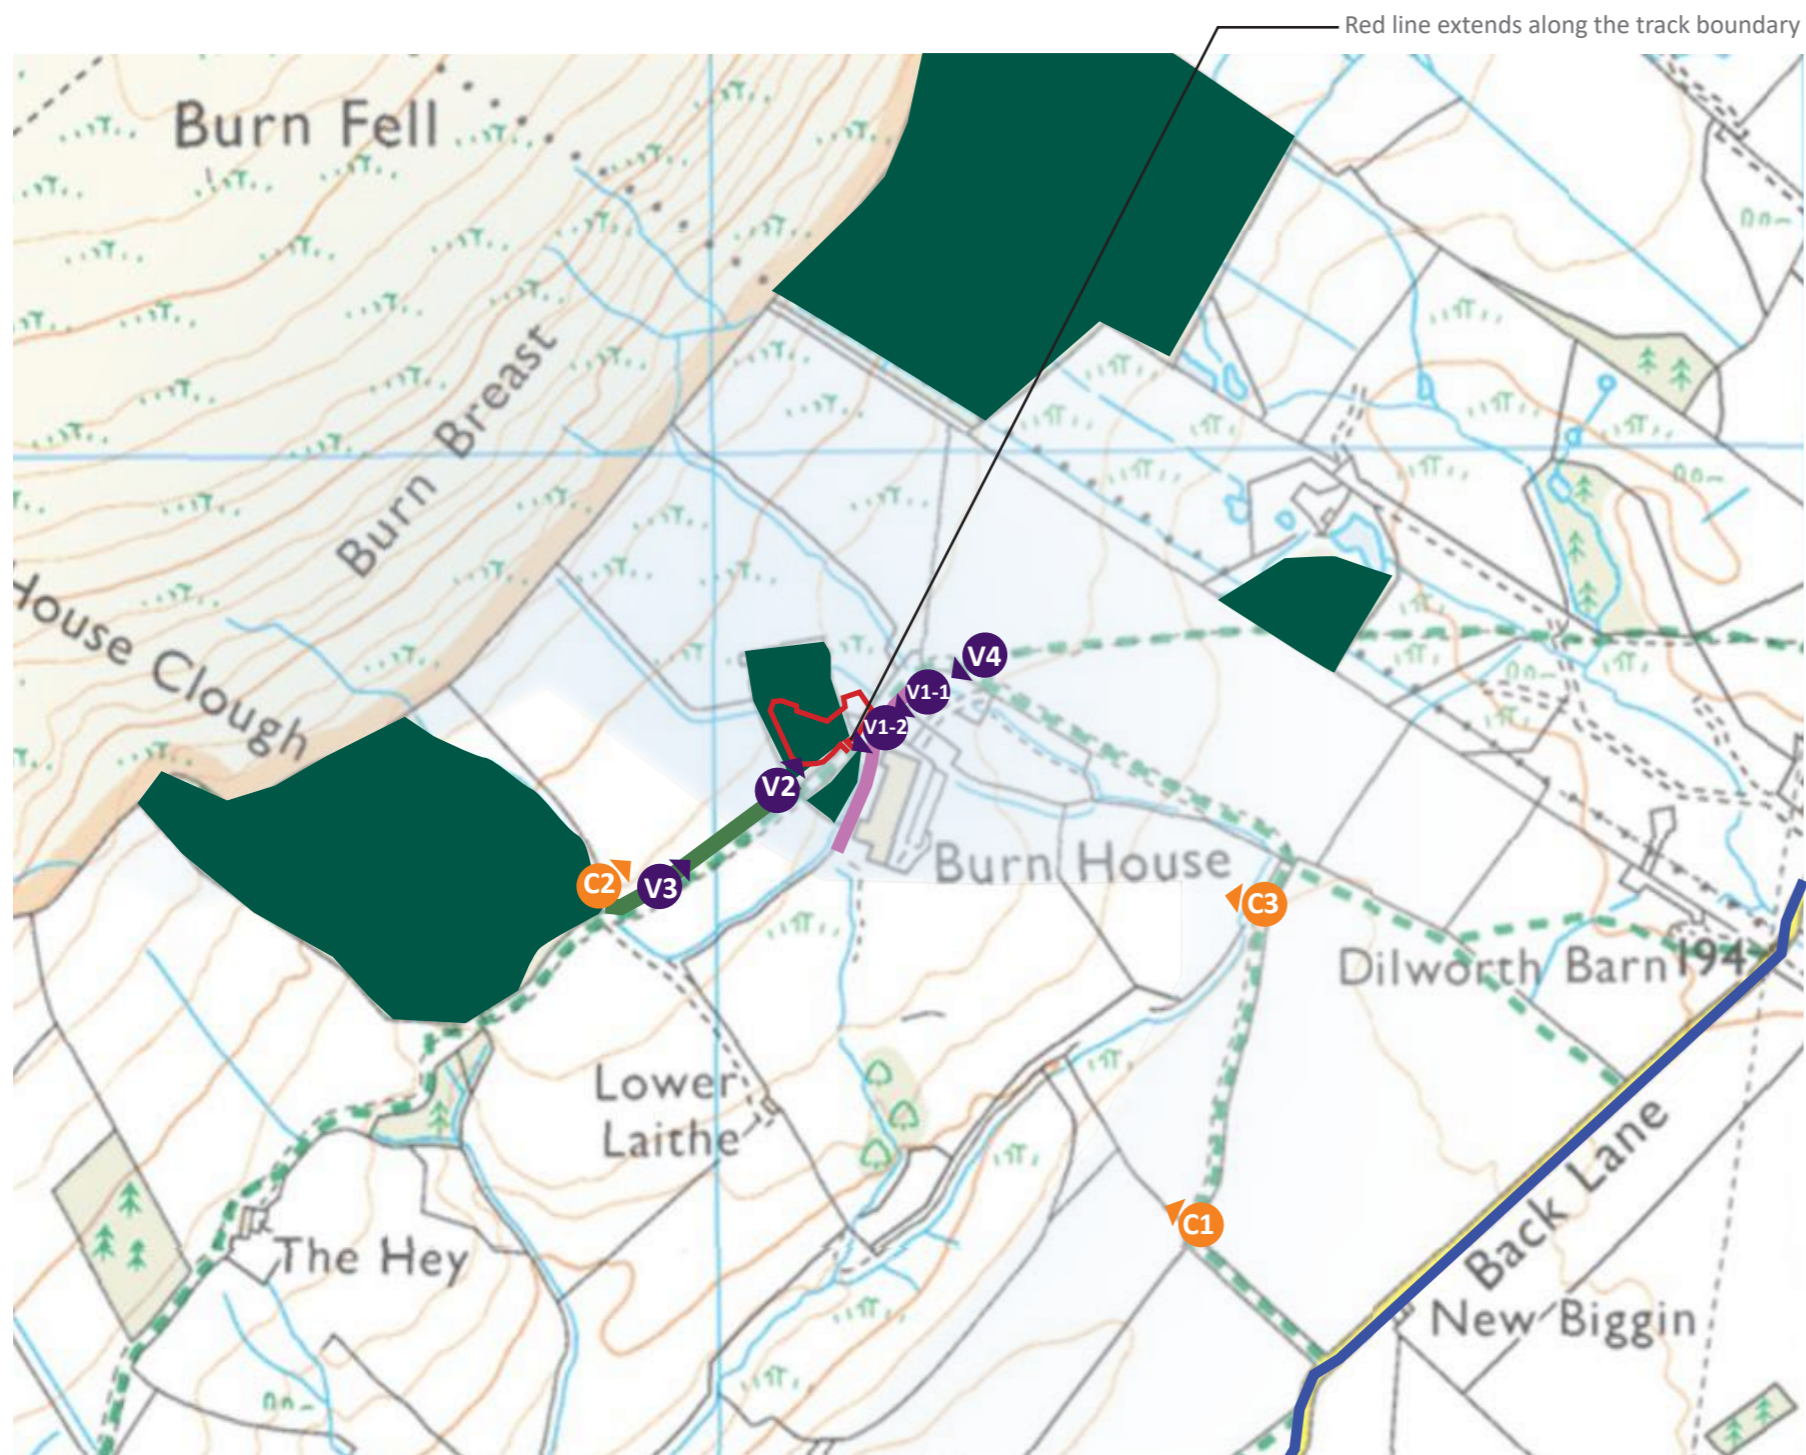 Red line extends along the track boundary
Burn Fell
Burn Breast
House Clough
V4
V1-1
V1-2
V2
C2
V3
Burn House
C3
Dilworth Barn
194
Lower
Laithe
C1
Back Lane
The Hey
New Biggin